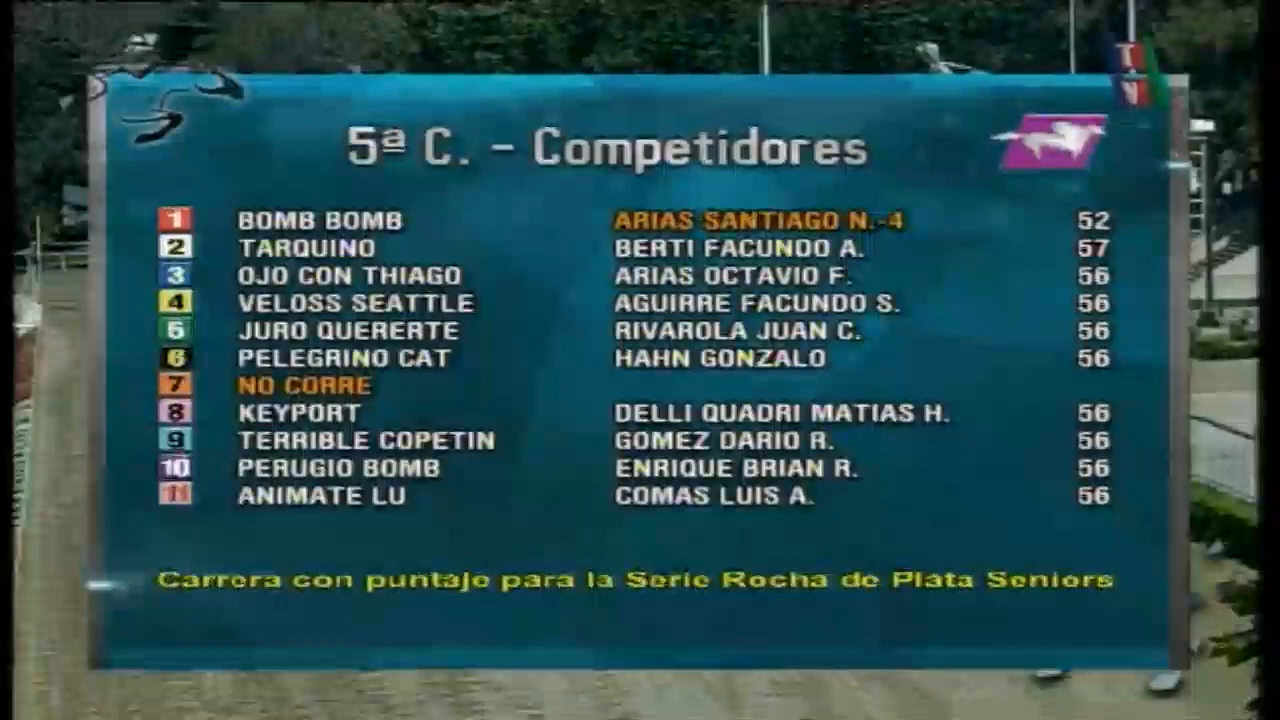 5ª C. - Competidores
1 BOMB BOMB ARIAS SANTIAGO N.-4 52
2 TARQUINO BERTI FACUNDO A. 57
3 OJO CON THIAGO ARIAS OCTAVIO F. 56
4 VELOSS SEATTLE AGUIRRE FACUNDO S. 56
5 JURO QUERERTE RIVAROLA JUAN C. 56
6 PELEGRINO CAT HAHN GONZALO 56
7 NO CORRE
8 KEYPORT DELLI QUADRI MATIAS H. 56
9 TERRIBLE COPETIN GOMEZ DARIO R. 56
10 PERUGIO BOMB ENRIQUE BRIAN R. 56
11 ANIMATE LU COMAS LUIS A. 56
Carrera con puntaje para la Serie Rocha de Plata Seniors